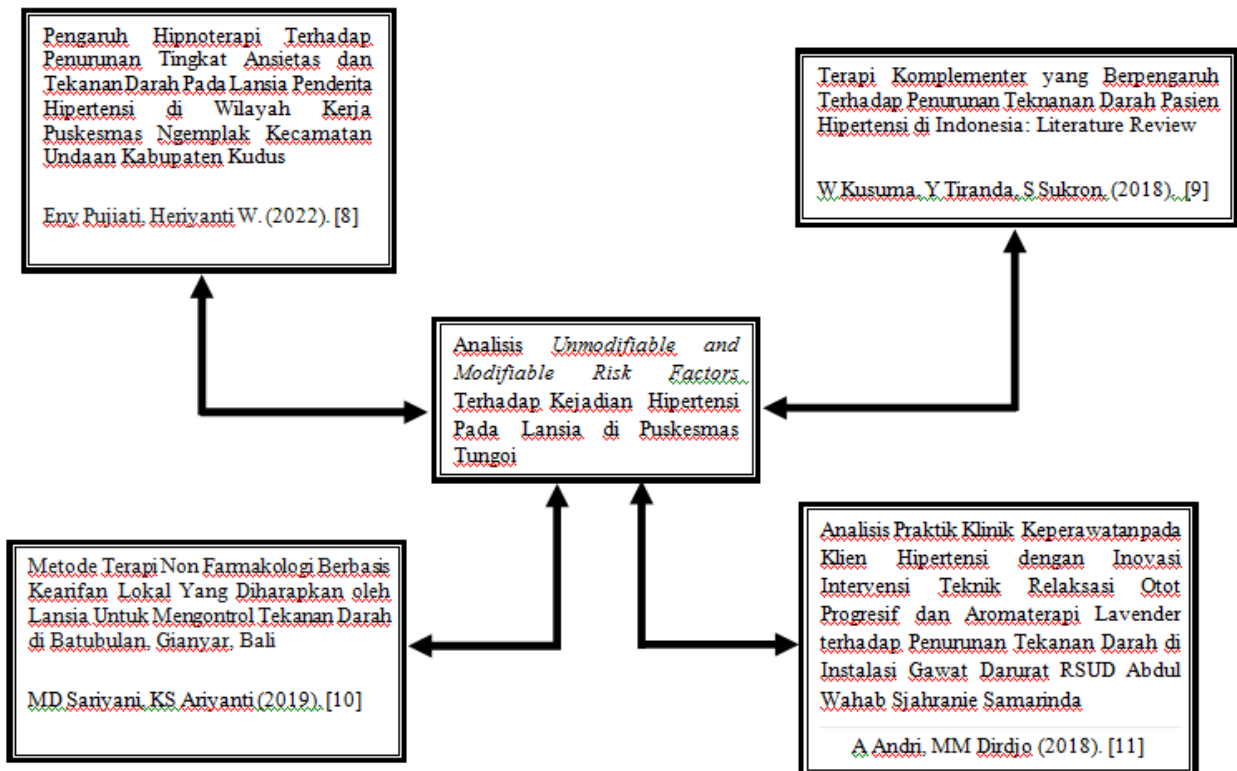 Pengaruh Hipnoterapi Terhadap
Penurunan Tingkat Ansietas dan
Tekanan Darah Pada Lansia Penderita
Hipertensi di Wilayah Kerja
Puskesmas Ngemplak Kecamatan
Undaan Kabupaten Kudus
Eny Pujiati, Heriyanti W. (2022). [8]
Terapi Komplementer yang Berpengaruh
Terhadap Penurunan Teknanan Darah Pasien
Hipertensi di Indonesia: Literature Review
W Kusuma, Y Tiranda, S Sukron, (2018). [9]
Analisis Unmodifiable and
Modifiable Risk Factors
Terhadap Kejadian Hipertensi
Pada Lansia di Puskesmas
Tungoi
Metode Terapi Non Farmakologi Berbasis
Kearifan Lokal Yang Diharapkan oleh
Lansia Untuk Mengontrol Tekanan Darah
di Batubulan, Gianyar, Bali
MD Sariyani, KS Ariyanti (2019). [10]
Analisis Praktik Klinik Keperawatanpada
Klien Hipertensi dengan Inovasi
Intervensi Teknik Relaksasi Otot
Progresif dan Aromaterapi Lavender
terhadap Penurunan Tekanan Darah di
Instalasi Gawat Darurat RSUD Abdul
Wahab Sjahranie Samarinda
A Andri, MM Dirdjo (2018). [11]